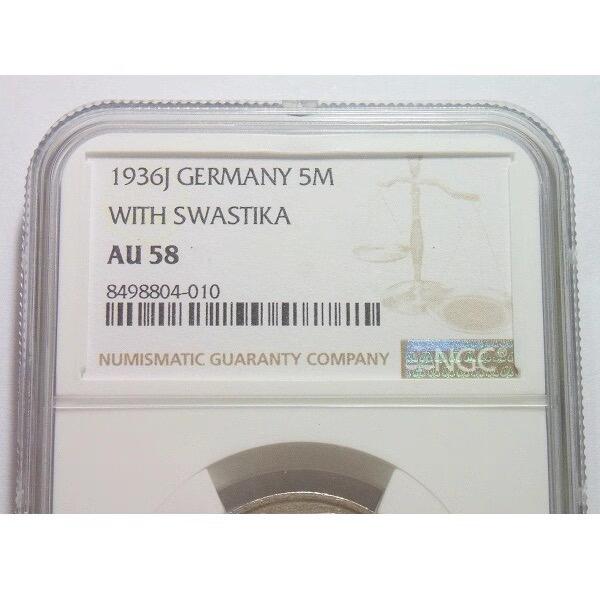 1936J GERMANY 5M
WITH SWASTIKA
AU 58
8498804-010
NUMISMATIC GUARANTY COMPANY
NGC